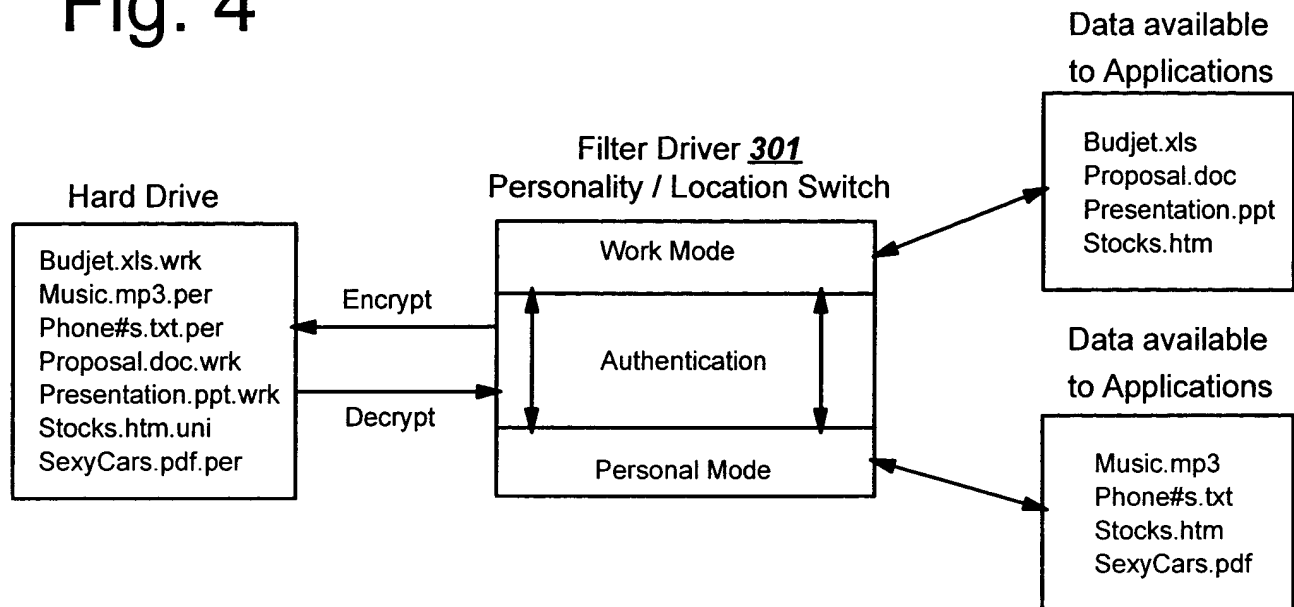 Fig. 4
Hard Drive
Budjet.xls.wrk
Music.mp3.per
Phone#s.txt.per
Proposal.doc.wrk
Presentation.ppt.wrk
Stocks.htm.uni
SexyCars.pdf.per
Encrypt
Decrypt
Filter Driver 301
Personality / Location Switch
Work Mode
Authentication
Personal Mode
Data available
to Applications
Budjet.xls
Proposal.doc
Presentation.ppt
Stocks.htm
Data available
to Applications
Music.mp3
Phone#s.txt
Stocks.htm
SexyCars.pdf